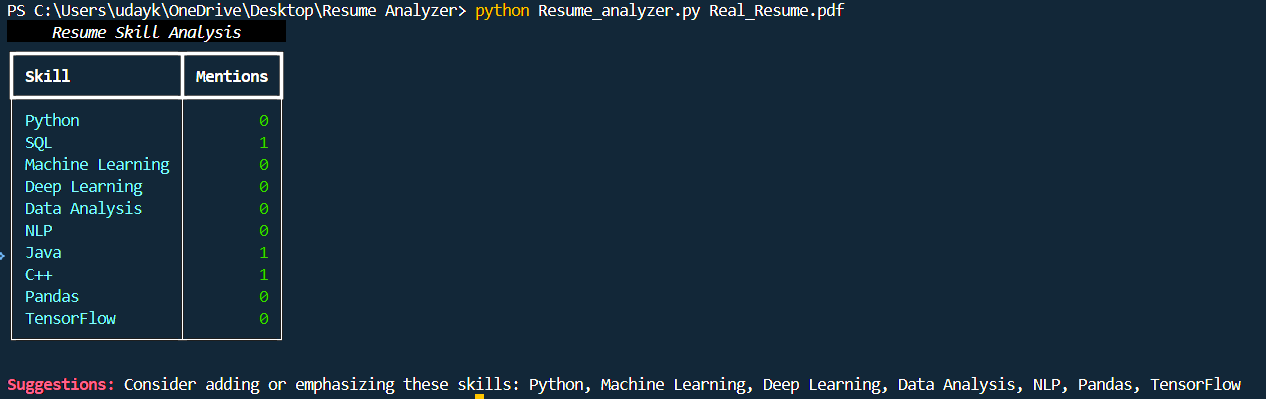 PS C:\Users\udayk\OneDrive\Desktop\Resume Analyzer> python Resume_analyzer.py Real_Resume.pdf
Resume Skill Analysis
Skill Mentions
Python 0
SQL 1
Machine Learning 0
Deep Learning 0
Data Analysis 0
NLP 0
Java 1
C++ 1
Pandas 0
TensorFlow 0
Suggestions: Consider adding or emphasizing these skills: Python, Machine Learning, Deep Learning, Data Analysis, NLP, Pandas, TensorFlow